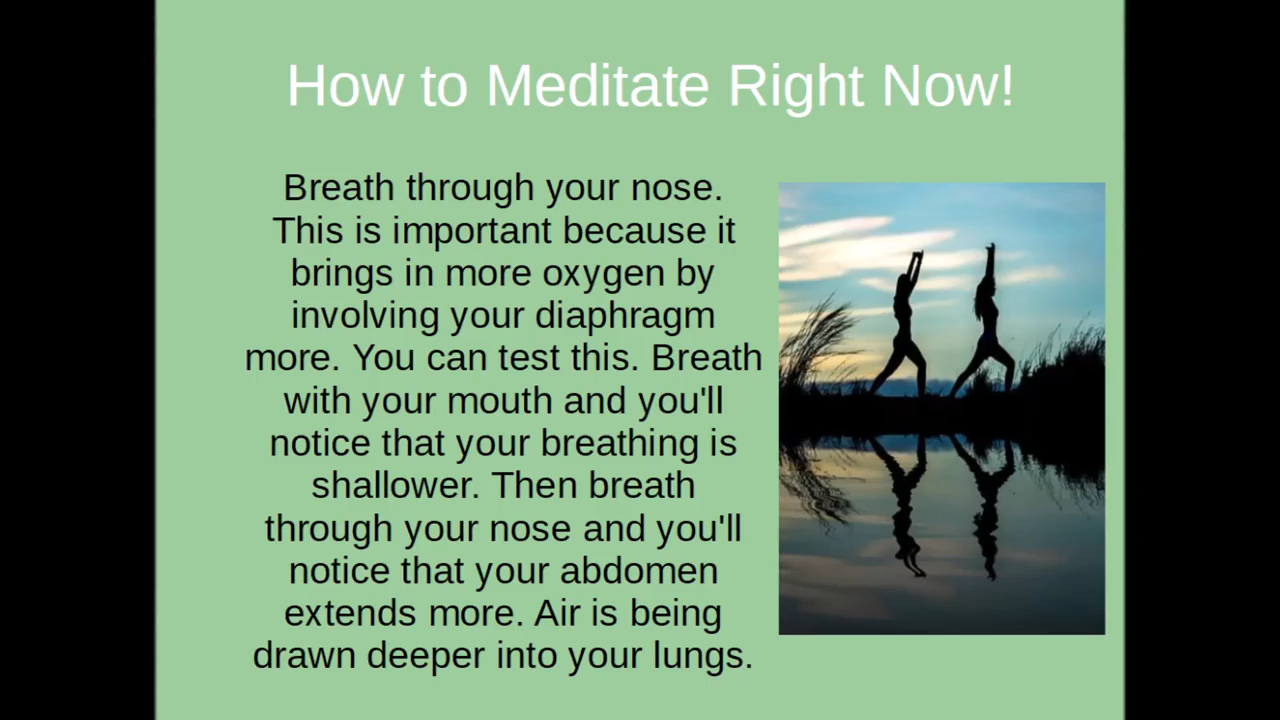 How to Meditate Right Now!
Breath through your nose.
This is important because it
brings in more oxygen by
involving your diaphragm
more. You can test this. Breath
with your mouth and you'll
notice that your breathing is
shallower. Then breath
through your nose and you'll
notice that your abdomen
extends more. Air is being
drawn deeper into your lungs.